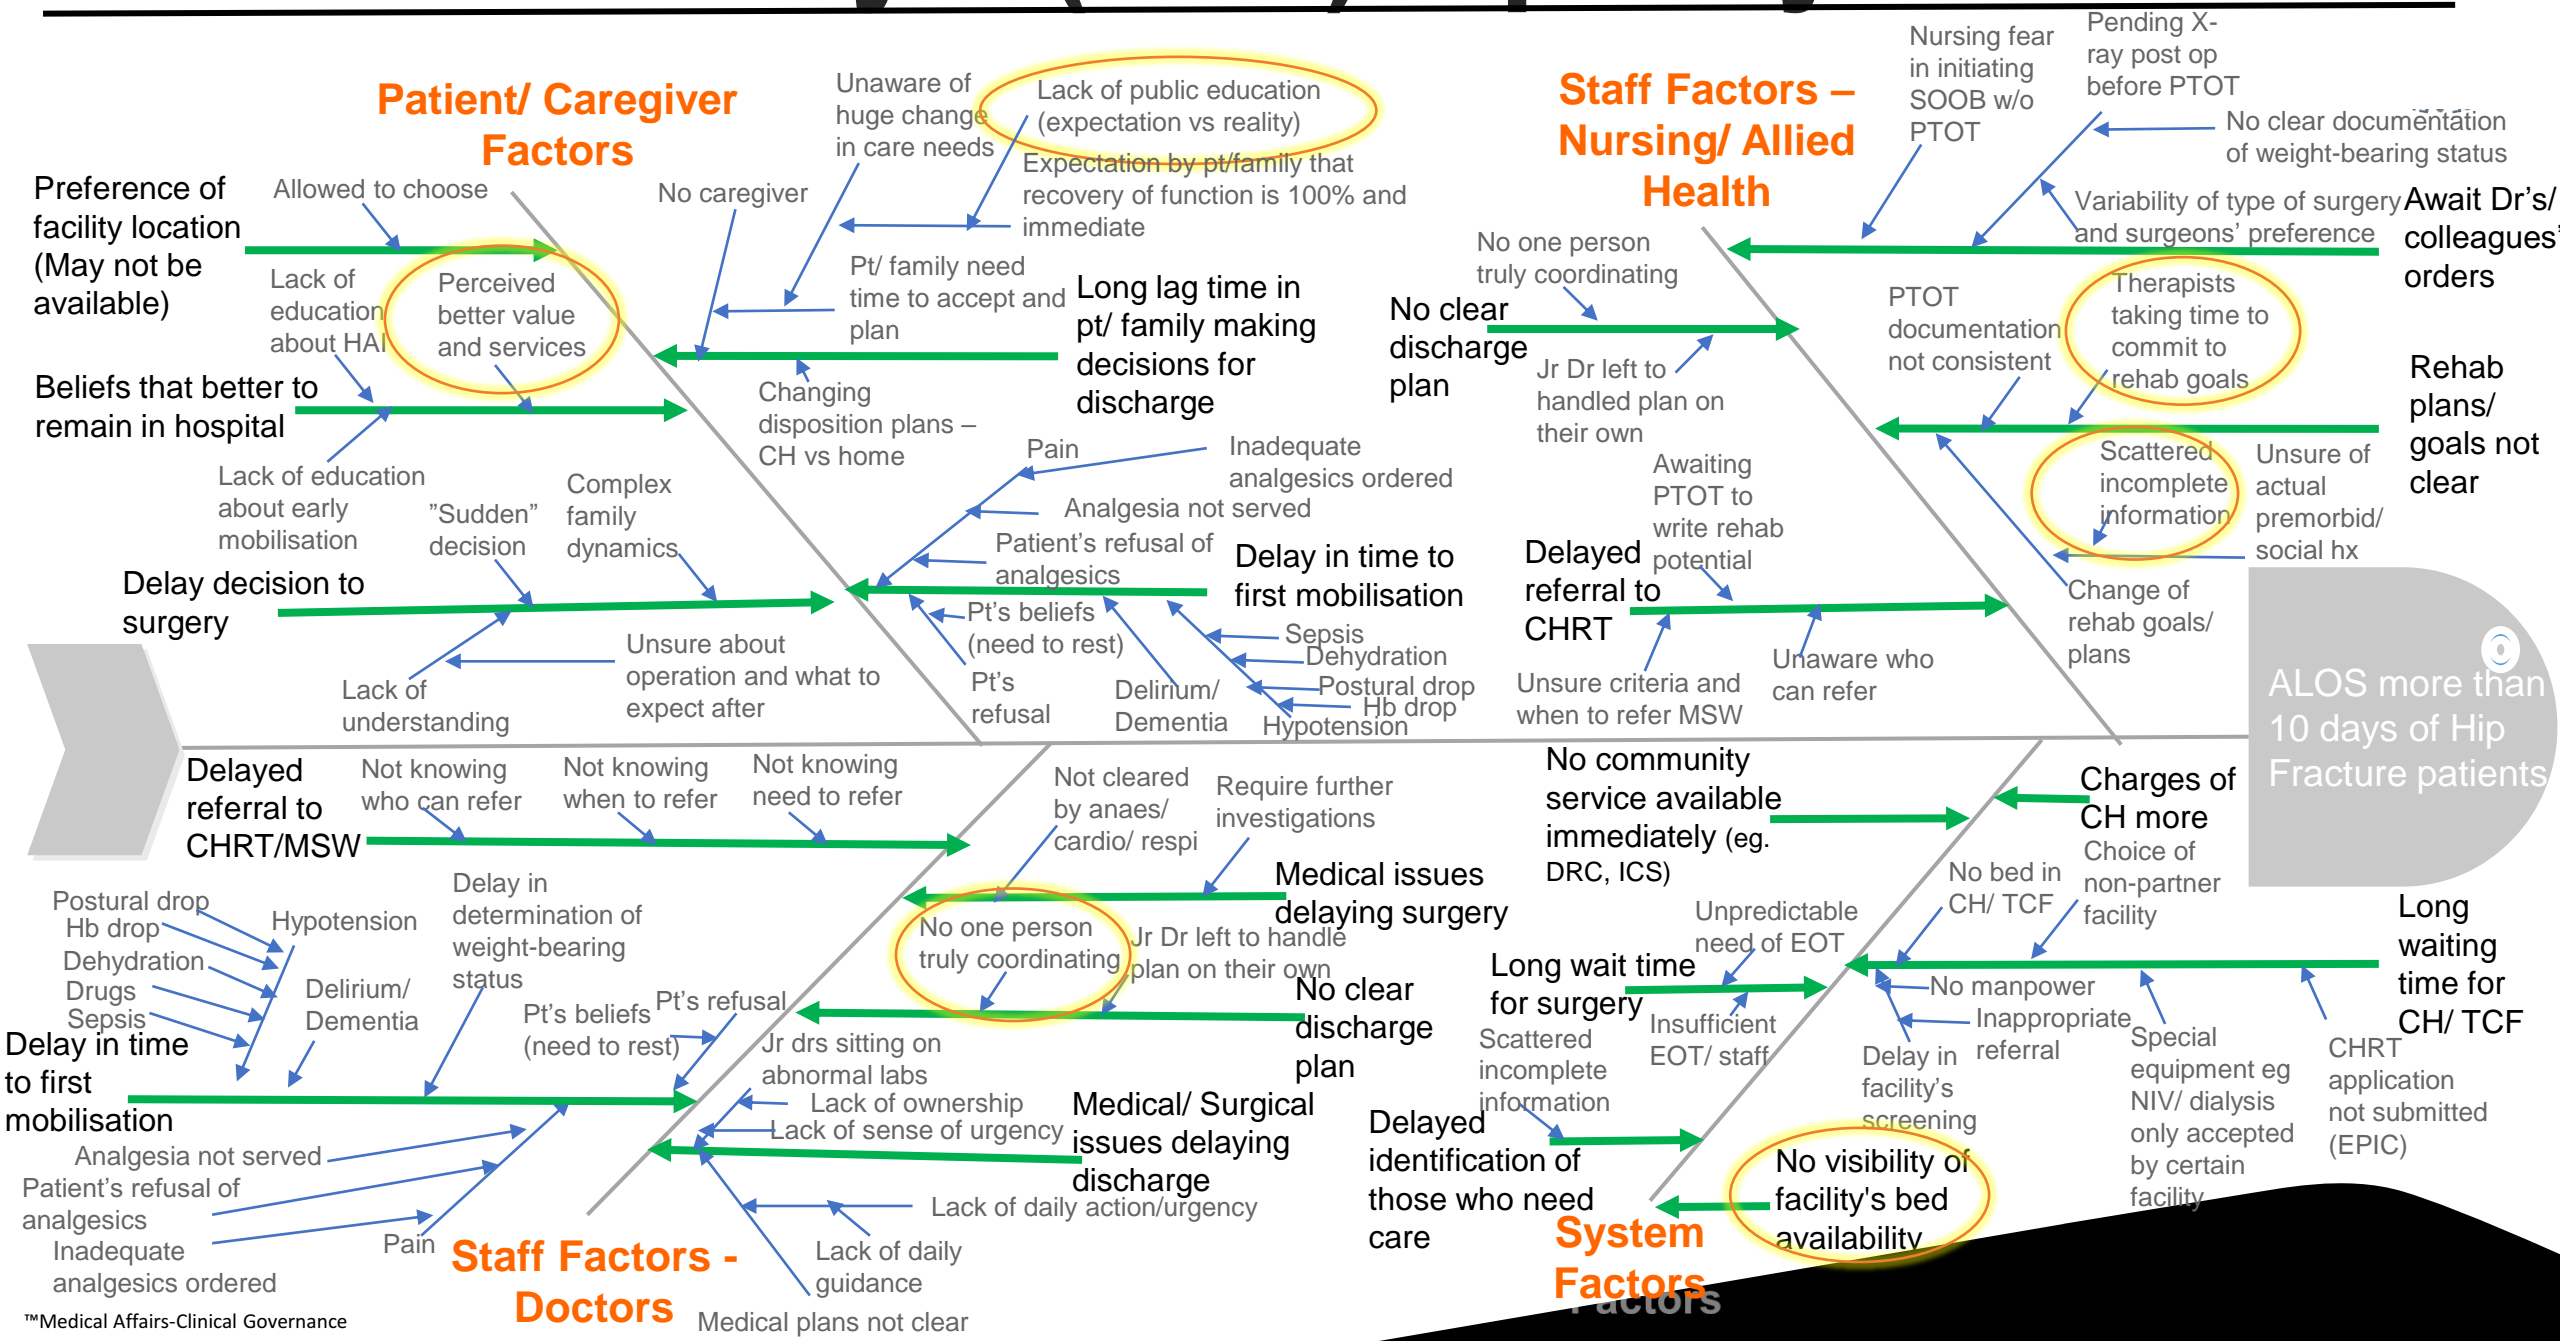 Patient/ Caregiver
Factors
Preference of
facility location
(May not be
available)
Allowed to choose
Lack of
education
about HAI
Perceived
better value
and services
Beliefs that better to
remain in hospital
Lack of education
about early
mobilisation
"Sudden"
decision
Complex
family
dynamics
Delay decision to
surgery
Lack of
understanding
Unsure about
operation and what to
expect after
No caregiver
Unaware of
huge change
in care needs
Lack of public education
(expectation vs reality)
Expectation by pt/family that
recovery of function is 100% and
immediate
Pt/ family need
time to accept and
plan
Long lag time in
pt/ family making
decisions for
discharge
Changing
disposition plans –
CH vs home
Pain
Inadequate
analgesics ordered
Analgesia not served
Patient's refusal of
analgesics
Delay in time to
first mobilisation
Pt's beliefs
(need to rest)
Pt's
refusal
Delirium/
Dementia
Sepsis
Dehydration
Postural drop
Hb drop
Hypotension
Staff Factors –
Nursing/ Allied
Health
Nursing fear
in initiating
SOOB w/o
PTOT
Pending X-
ray post op
before PTOT
No clear documentation
of weight-bearing status
Variability of type of surgery
and surgeons' preference
Await Dr's/
colleagues'
orders
No one person
truly coordinating
No clear
discharge
plan
Jr Dr left to
handled plan on
their own
PTOT
documentation
not consistent
Therapists
taking time to
commit to
rehab goals
Rehab
plans/
goals not
clear
Scattered
incomplete
information
Unsure of
actual
premorbid/
social hx
Change of
rehab goals/
plans
Awaiting
PTOT to
write rehab
potential
Delayed
referral to
CHRT
Unsure criteria and
when to refer MSW
Unaware who
can refer
ALOS more than
10 days of Hip
Fracture patients
Delayed
referral to
CHRT/MSW
Not knowing
who can refer
Not knowing
when to refer
Not knowing
need to refer
Not cleared
by anaes/
cardio/ respi
Require further
investigations
Medical issues
delaying surgery
Postural drop
Hb drop
Dehydration
Drugs
Sepsis
Hypotension
Delirium/
Dementia
Delay in
determination of
weight-bearing
status
Pt's beliefs
(need to rest)
Pt's refusal
Delay in time
to first
mobilisation
Analgesia not served
Patient's refusal of
analgesics
Inadequate
analgesics ordered
Pain
No one person
truly coordinating
Jr Dr left to handle
plan on their own
No clear
discharge
plan
Jr drs sitting on
abnormal labs
Lack of ownership
Lack of sense of urgency
Medical/ Surgical
issues delaying
discharge
Lack of daily action/urgency
Lack of daily
guidance
Medical plans not clear
Staff Factors -
Doctors
No community
service available
immediately (eg.
DRC, ICS)
Charges of
CH more
Choice of
non-partner
facility
No bed in
CH/ TCF
Long
waiting
time for
CH/ TCF
Unpredictable
need of EOT
Long wait time
for surgery
Insufficient
EOT/ staff
No manpower
Inappropriate
referral
Delay in
facility's
screening
Special
equipment eg
NIV/ dialysis
only accepted
by certain
facility
CHRT
application
not submitted
(EPIC)
Scattered
incomplete
information
Delayed
identification of
those who need
care
No visibility of
facility's bed
availability
System
Factors
Factors
™Medical Affairs-Clinical Governance